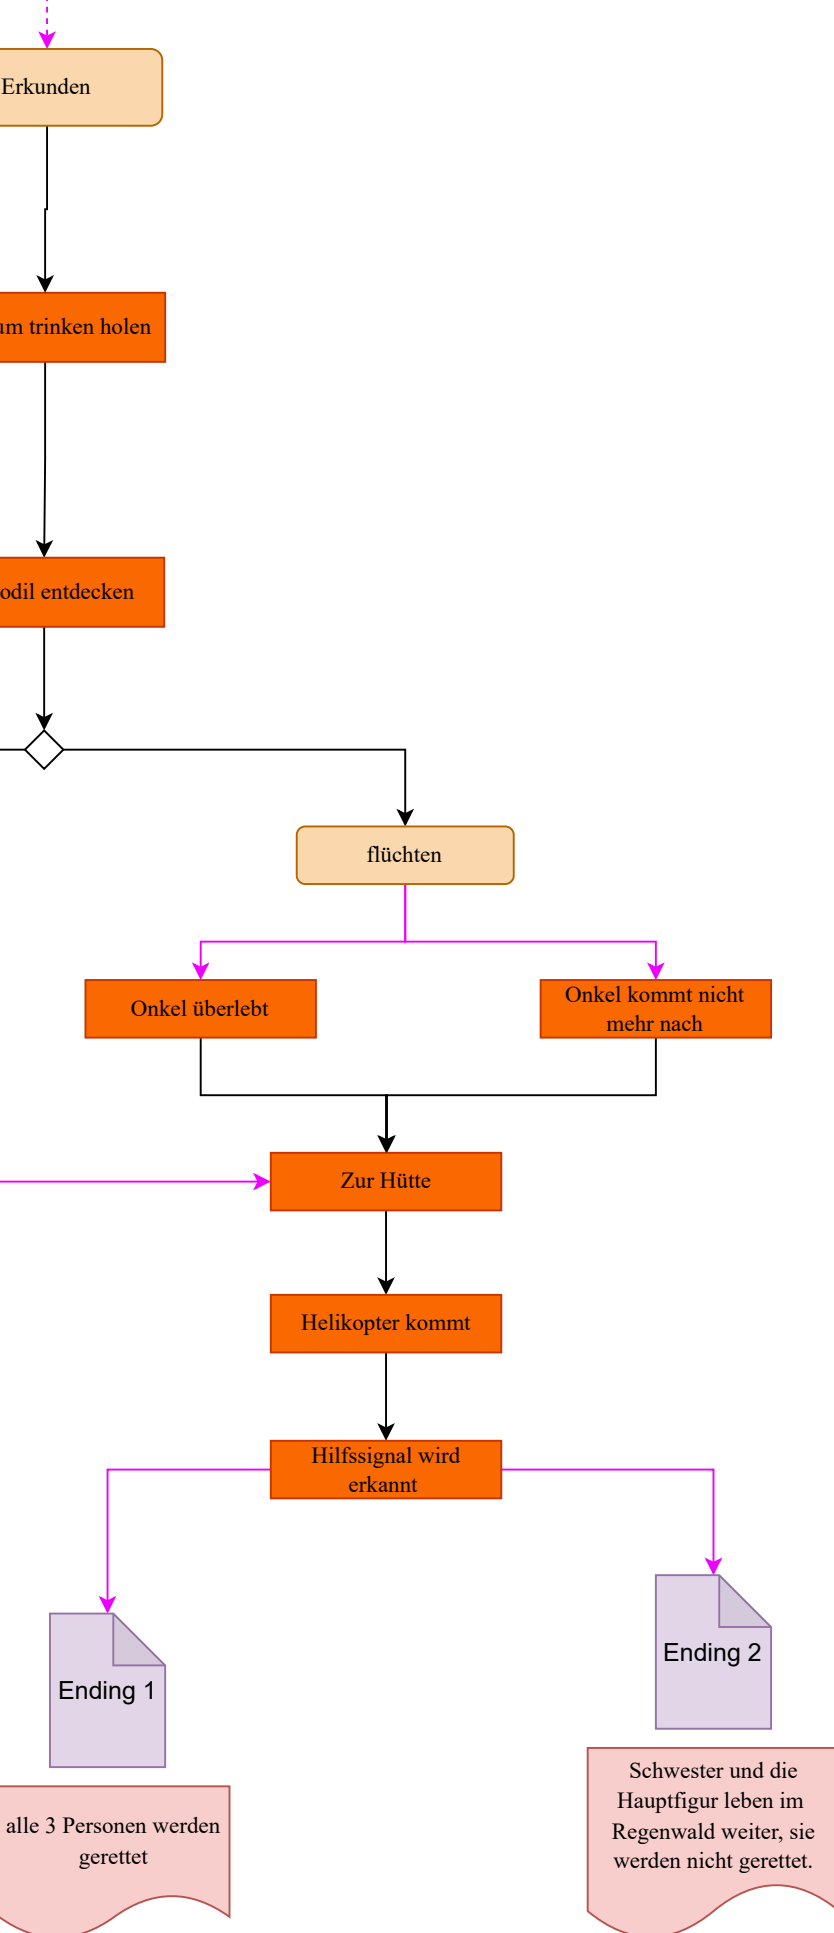 Erkunden
trinken holen
entdecken
flüchten
Onkel überlebt
Onkel kommt nicht
mehr nach
Zur Hütte
Helikopter kommt
Hilfssignal wird
erkannt
Ending 1
Ending 2
alle 3 Personen werden
gerettet
Schwester und die
Hauptfigur leben im
Regenwald weiter, sie
werden nicht gerettet.